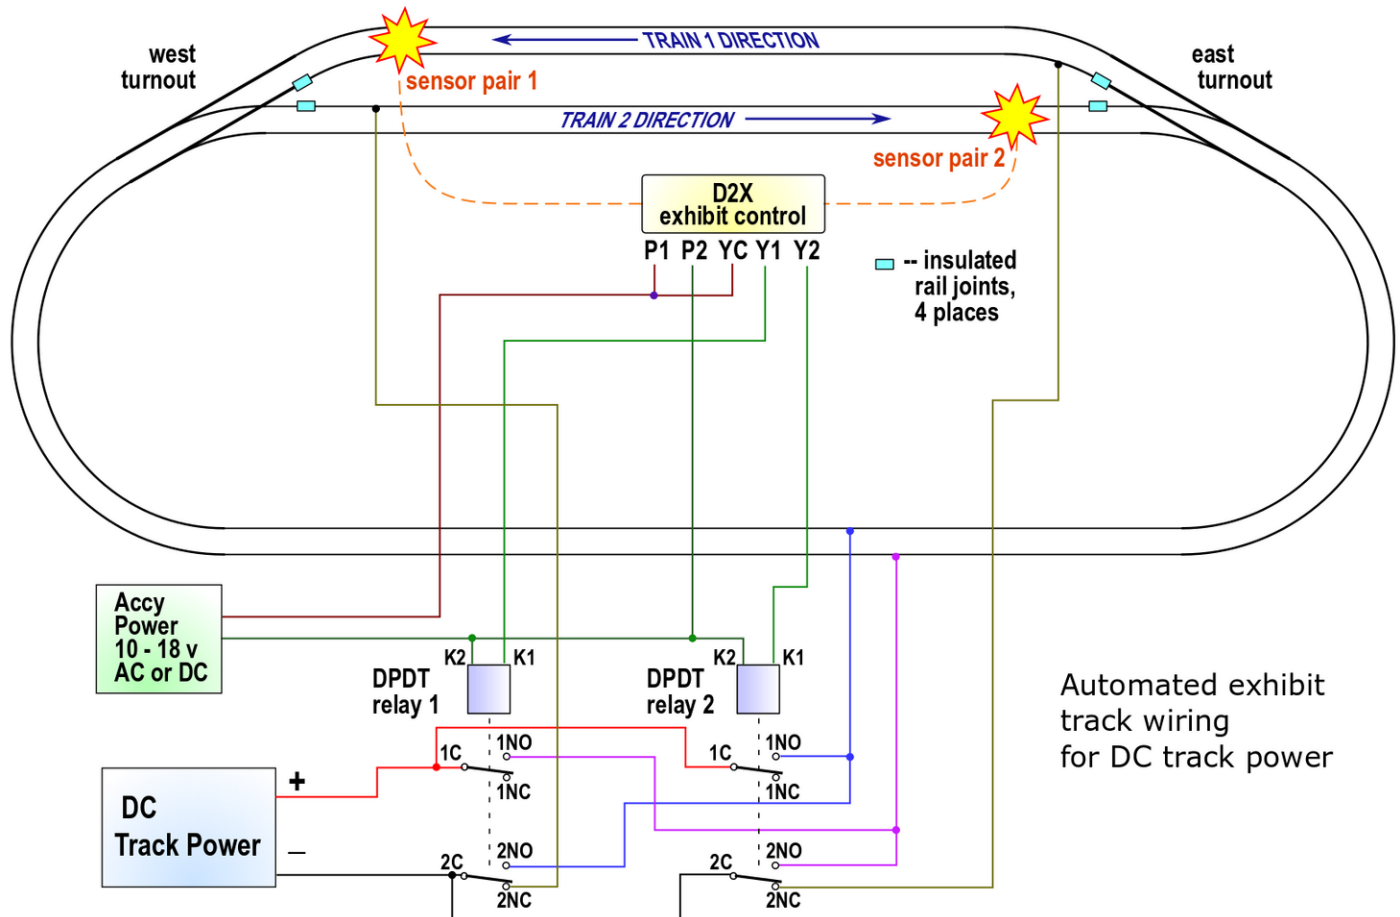 west
turnout
TRAIN 1 DIRECTION
east
turnout
sensor pair 1
TRAIN 2 DIRECTION
sensor pair 2
D2X
exhibit control
P1 P2 YC Y1 Y2
-- insulated
rail joints,
4 places
Accy
Power
10 - 18 v
AC or DC
K2 K1
DPDT
relay 1
K2 K1
DPDT
relay 2
Automated exhibit
track wiring
for DC track power
1C
1NO
1NC
1C
1NO
1NC
+
DC
Track Power
–
2C
2NO
2NC
2C
2NO
2NC